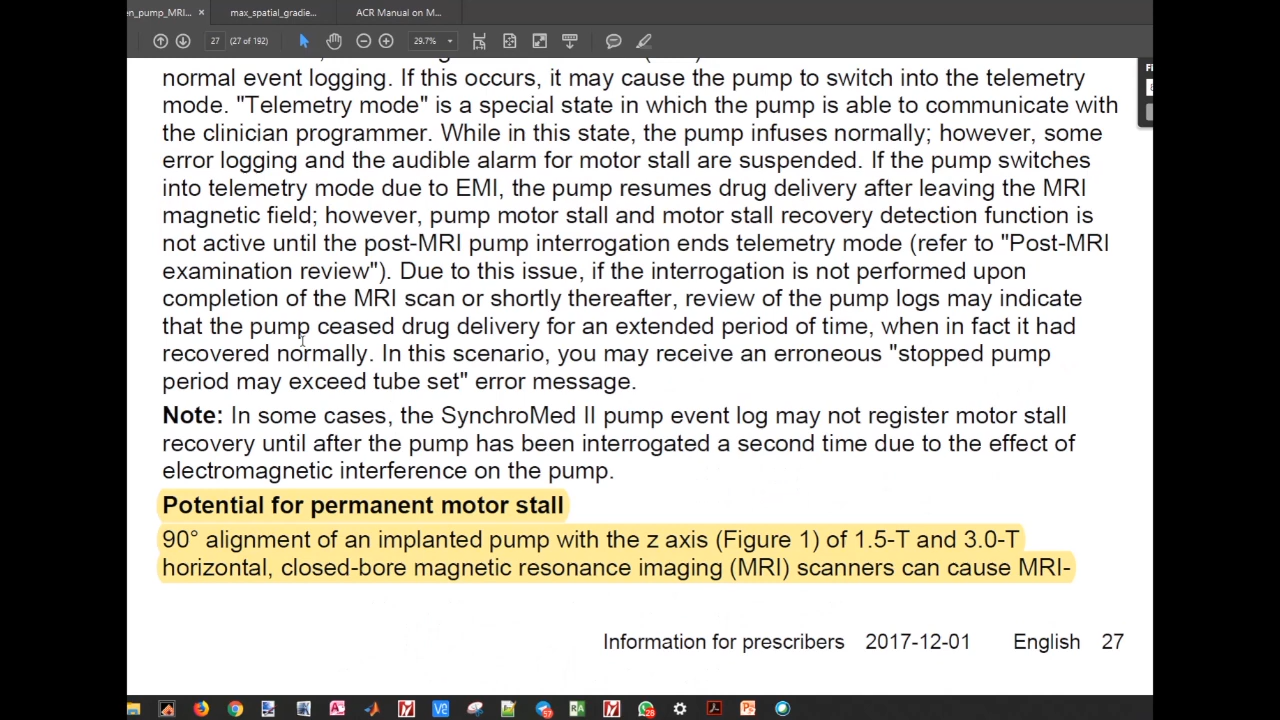 en_pump_MRI... × max_spatial_gradie... ACR Manual on M...
27 (27 of 192) 29.7%
normal event logging. If this occurs, it may cause the pump to switch into the telemetry
mode. "Telemetry mode" is a special state in which the pump is able to communicate with
the clinician programmer. While in this state, the pump infuses normally; however, some
error logging and the audible alarm for motor stall are suspended. If the pump switches
into telemetry mode due to EMI, the pump resumes drug delivery after leaving the MRI
magnetic field; however, pump motor stall and motor stall recovery detection function is
not active until the post-MRI pump interrogation ends telemetry mode (refer to "Post-MRI
examination review"). Due to this issue, if the interrogation is not performed upon
completion of the MRI scan or shortly thereafter, review of the pump logs may indicate
that the pump ceased drug delivery for an extended period of time, when in fact it had
recovered normally. In this scenario, you may receive an erroneous "stopped pump
period may exceed tube set" error message.
Note: In some cases, the SynchroMed II pump event log may not register motor stall
recovery until after the pump has been interrogated a second time due to the effect of
electromagnetic interference on the pump.
Potential for permanent motor stall
90° alignment of an implanted pump with the z axis (Figure 1) of 1.5-T and 3.0-T
horizontal, closed-bore magnetic resonance imaging (MRI) scanners can cause MRI-
Information for prescribers 2017-12-01 English 27